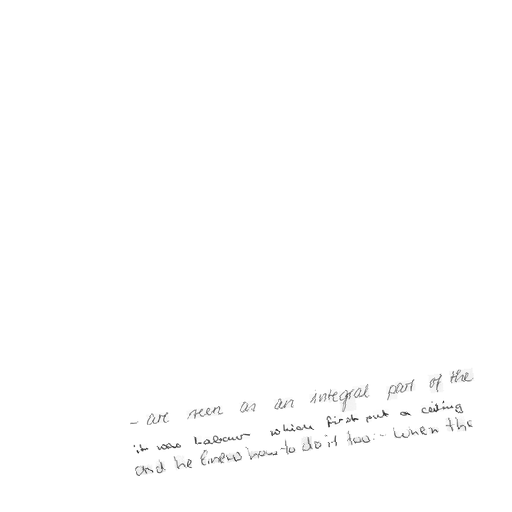 - are seen as an integral part of the
it was Labour which first put a ceiling
and he knows how to do it too :- when the